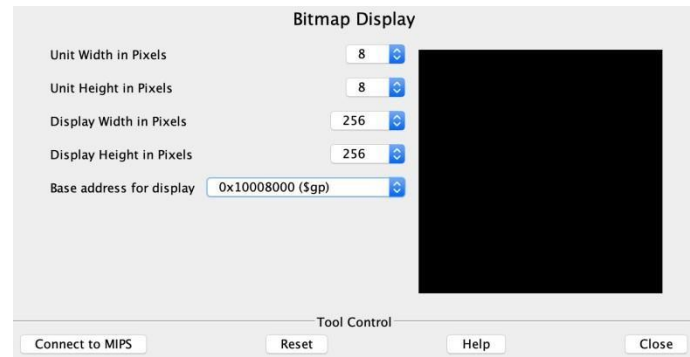 Bitmap Display
Unit Width in Pixels 8
Unit Height in Pixels 8
Display Width in Pixels 256
Display Height in Pixels 256
Base address for display 0x10008000 ($gp)
Tool Control
Connect to MIPS Reset Help Close